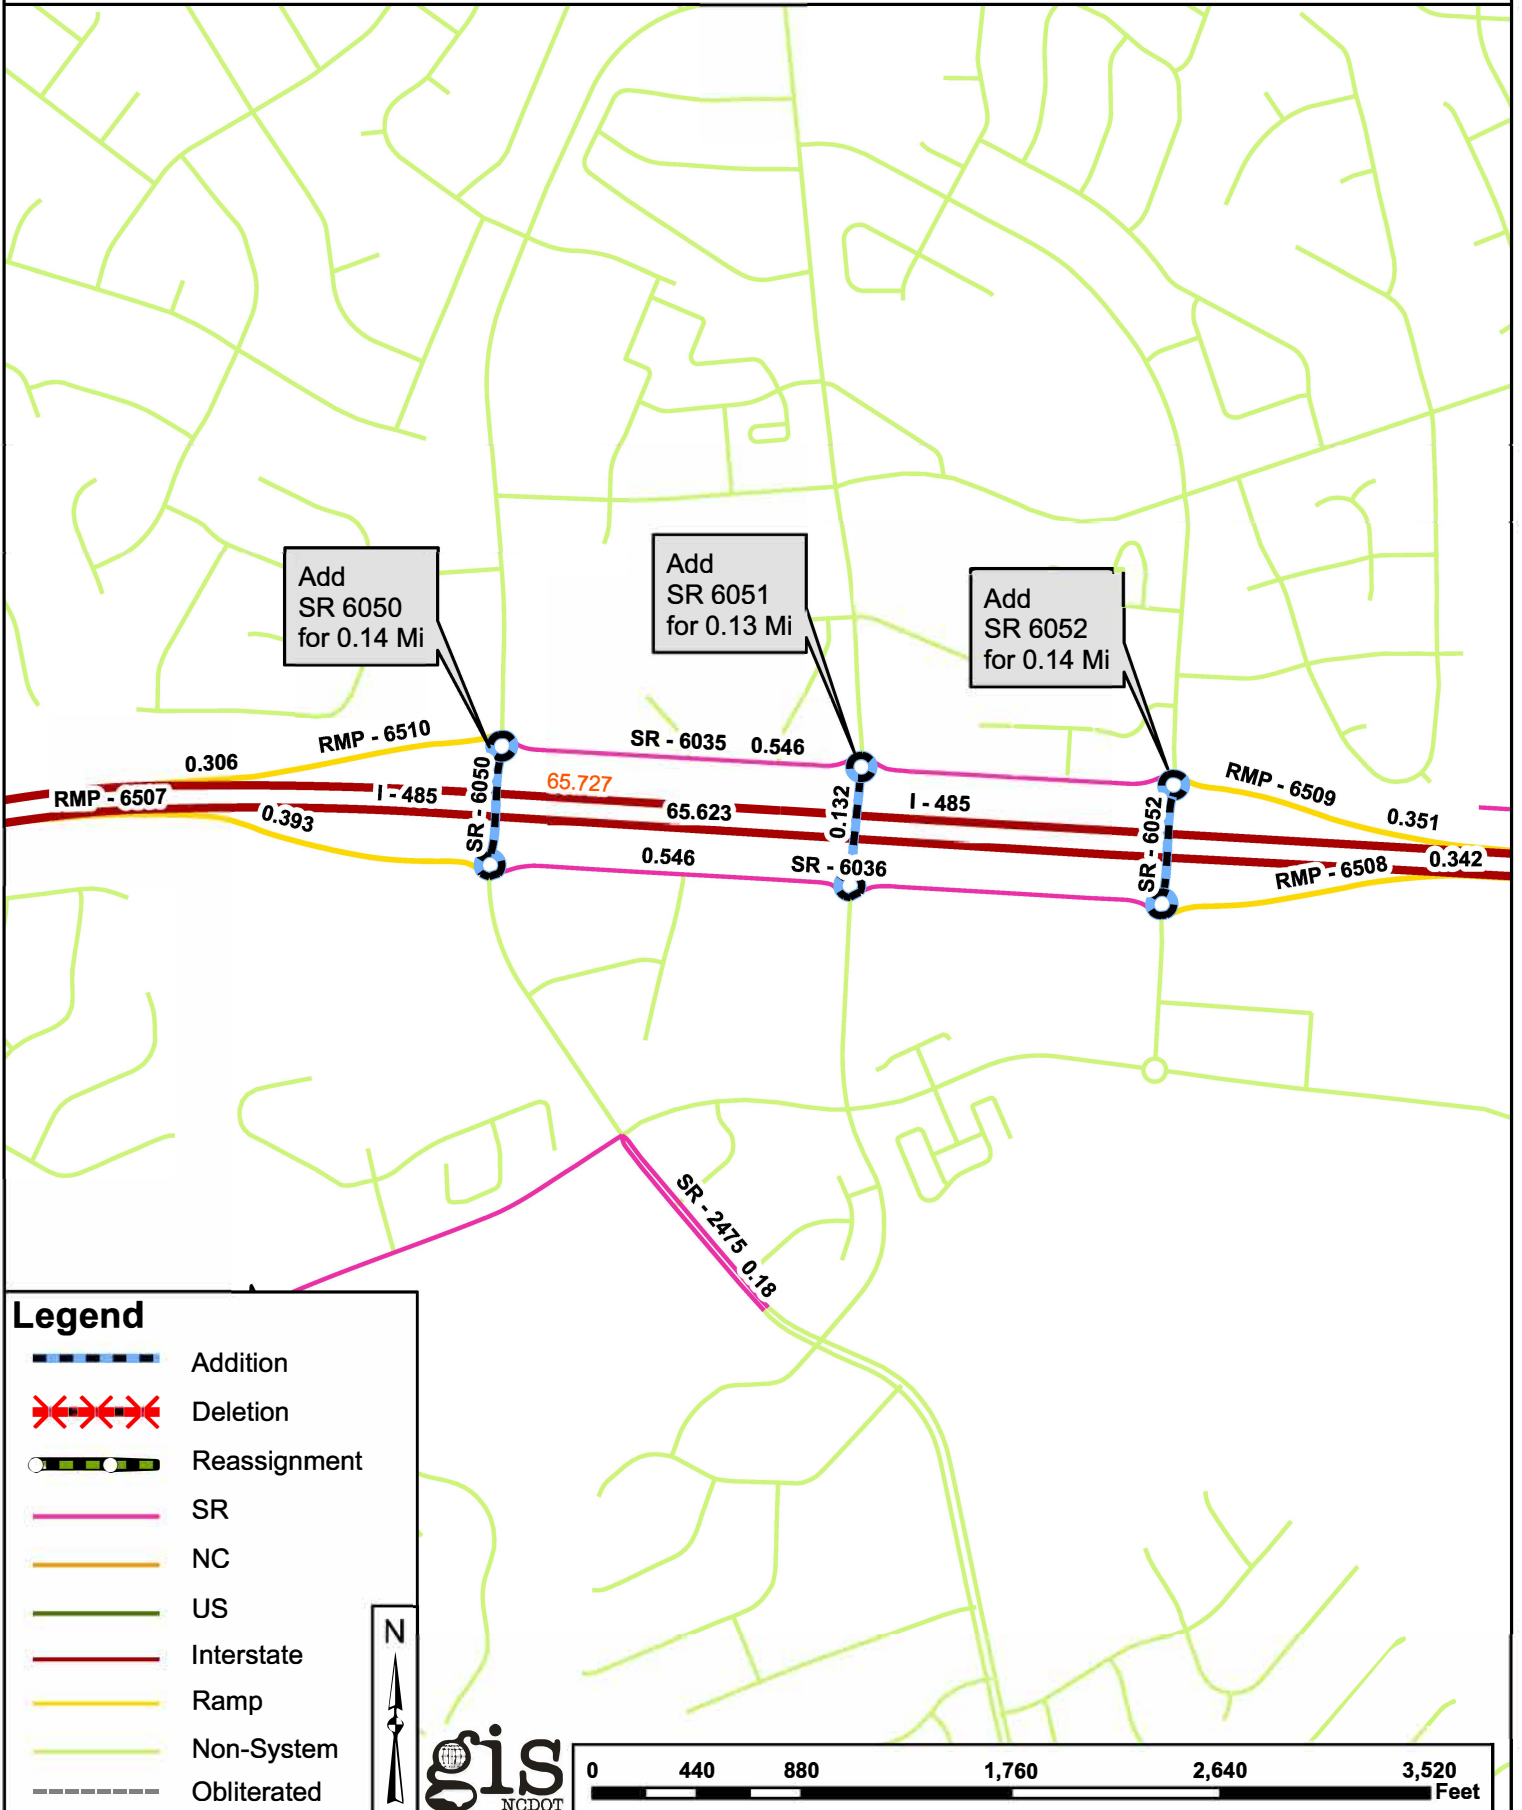 Add
SR 6050
for 0.14 Mi
Add
SR 6051
for 0.13 Mi
Add
SR 6052
for 0.14 Mi
RMP - 6510
0.306
SR - 6035 0.546
RMP - 6509
0.351
RMP - 6507
I - 485
SR - 6050
65.727
65.623
0.132
I - 485
SR - 6052
0.393
0.546
SR - 6036
RMP - 6508
0.342
SR - 2475 0.18
Legend
Addition
Deletion
Reassignment
SR
NC
US
Interstate
Ramp
Non-System
Obliterated
N
gis
NCDOT
0 440 880 1,760 2,640 3,520
Feet